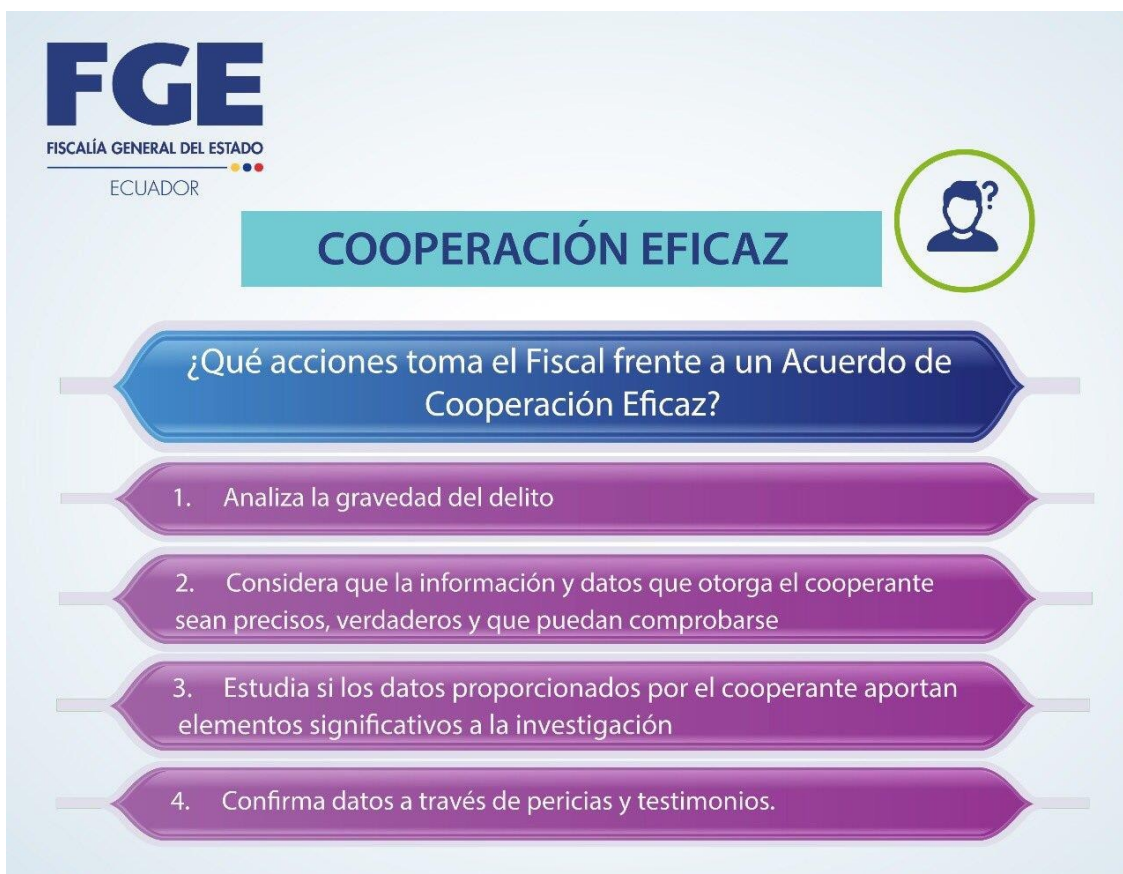 FGE
FISCALÍA GENERAL DEL ESTADO
ECUADOR
COOPERACIÓN EFICAZ
¿Qué acciones toma el Fiscal frente a un Acuerdo de
Cooperación Eficaz?
1. Analiza la gravedad del delito
2. Considera que la información y datos que otorga el cooperante
sean precisos, verdaderos y que puedan comprobarse
3. Estudia si los datos proporcionados por el cooperante aportan
elementos significativos a la investigación
4. Confirma datos a través de pericias y testimonios.